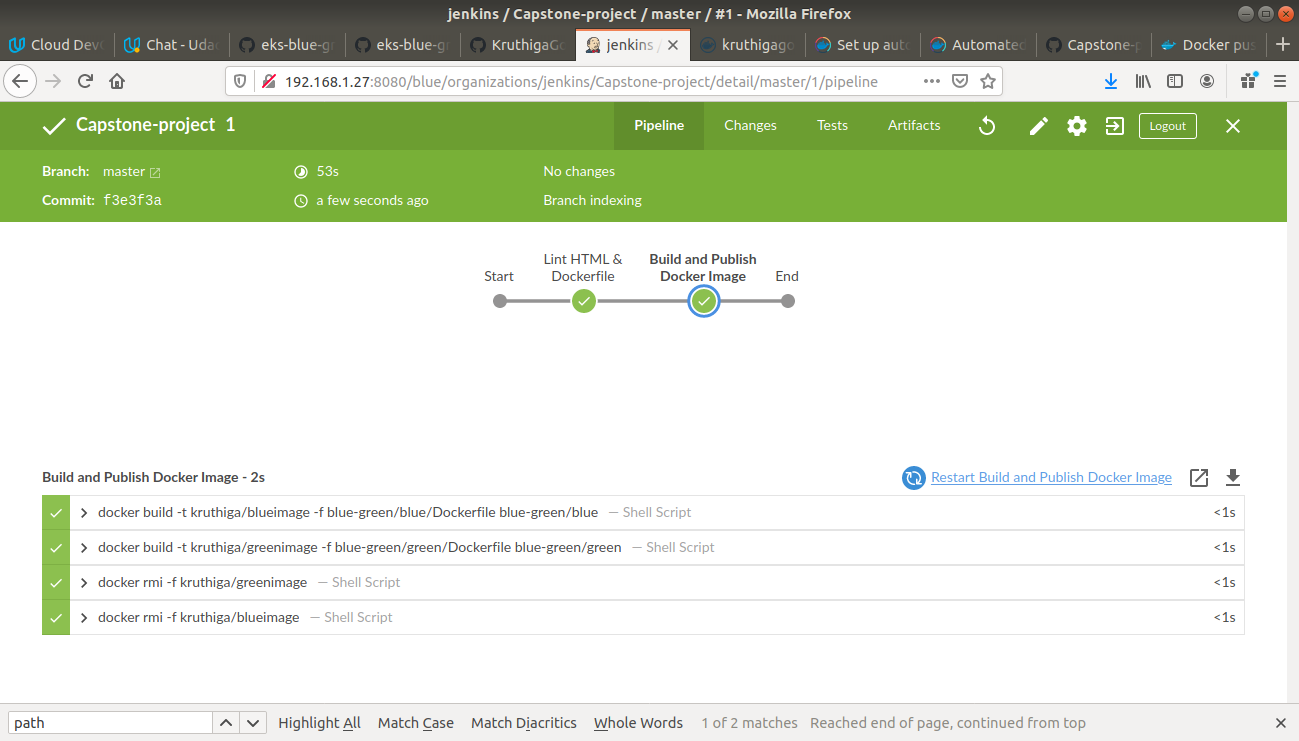 jenkins / Capstone-project / master / #1 - Mozilla Firefox
Cloud Dev Chat - Uda eks-blue-g eks-blue-g KruthigaG jenkins / kruthigago Set up aut Automated Capstone-p Docker pus
192.168.1.27:8080/blue/organizations/jenkins/Capstone-project/detail/master/1/pipeline
Capstone-project 1 Pipeline Changes Tests Artifacts Logout
Branch: master 53s No changes
Commit: f3e3f3a a few seconds ago Branch indexing
Start Lint HTML & Dockerfile Build and Publish Docker Image End
Build and Publish Docker Image - 2s Restart Build and Publish Docker Image
docker build -t kruthiga/blueimage -f blue-green/blue/Dockerfile blue-green/blue — Shell Script <1s
docker build -t kruthiga/greenimage -f blue-green/green/Dockerfile blue-green/green — Shell Script <1s
docker rmi -f kruthiga/greenimage — Shell Script <1s
docker rmi -f kruthiga/blueimage — Shell Script <1s
path Highlight All Match Case Match Diacritics Whole Words 1 of 2 matches Reached end of page, continued from top